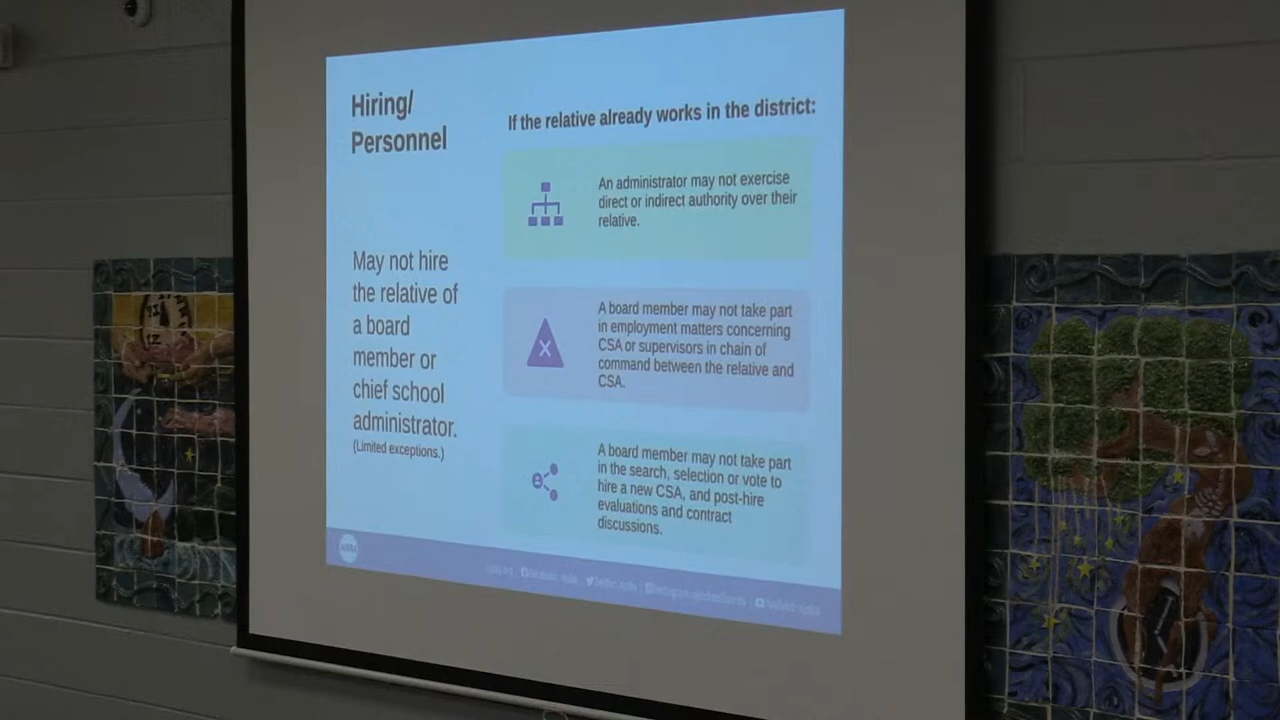 Hiring/
Personnel
May not hire
the relative of
a board
member or
chief school
administrator.
(Limited exceptions.)
If the relative already works in the district:
An administrator may not exercise
direct or indirect authority over their
relative.
A board member may not take part
in employment matters concerning
CSA or supervisors in chain of
command between the relative and
CSA.
A board member may not take part
in the search, selection or vote to
hire a new CSA, and post-hire
evaluations and contract
discussions.